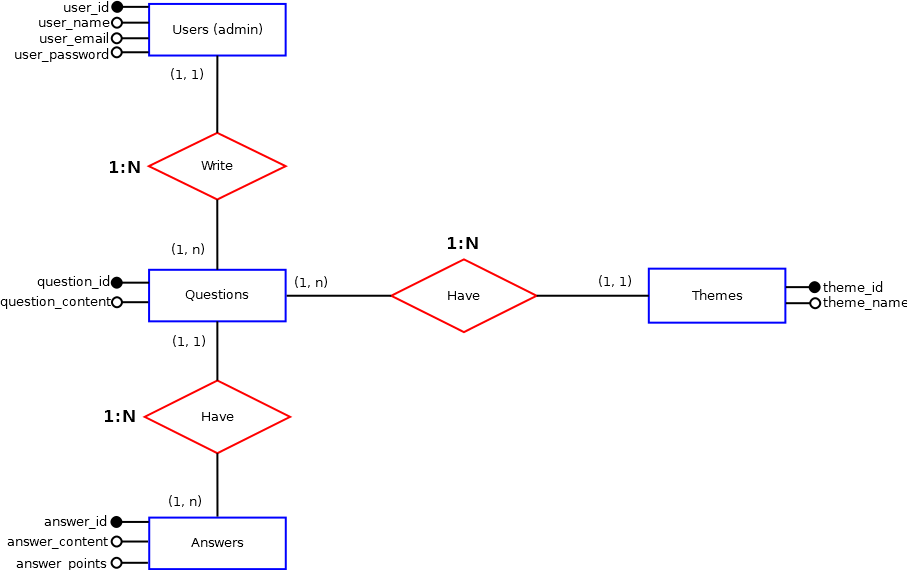 user_id
user_name
user_email
user_password
Users (admin)
(1, 1)
1:N
Write
(1, n)
question_id
question_content
Questions
(1, n)
1:N
Have
(1, 1)
Themes
theme_id
theme_name
(1, 1)
1:N
Have
(1, n)
answer_id
answer_content
answer_points
Answers